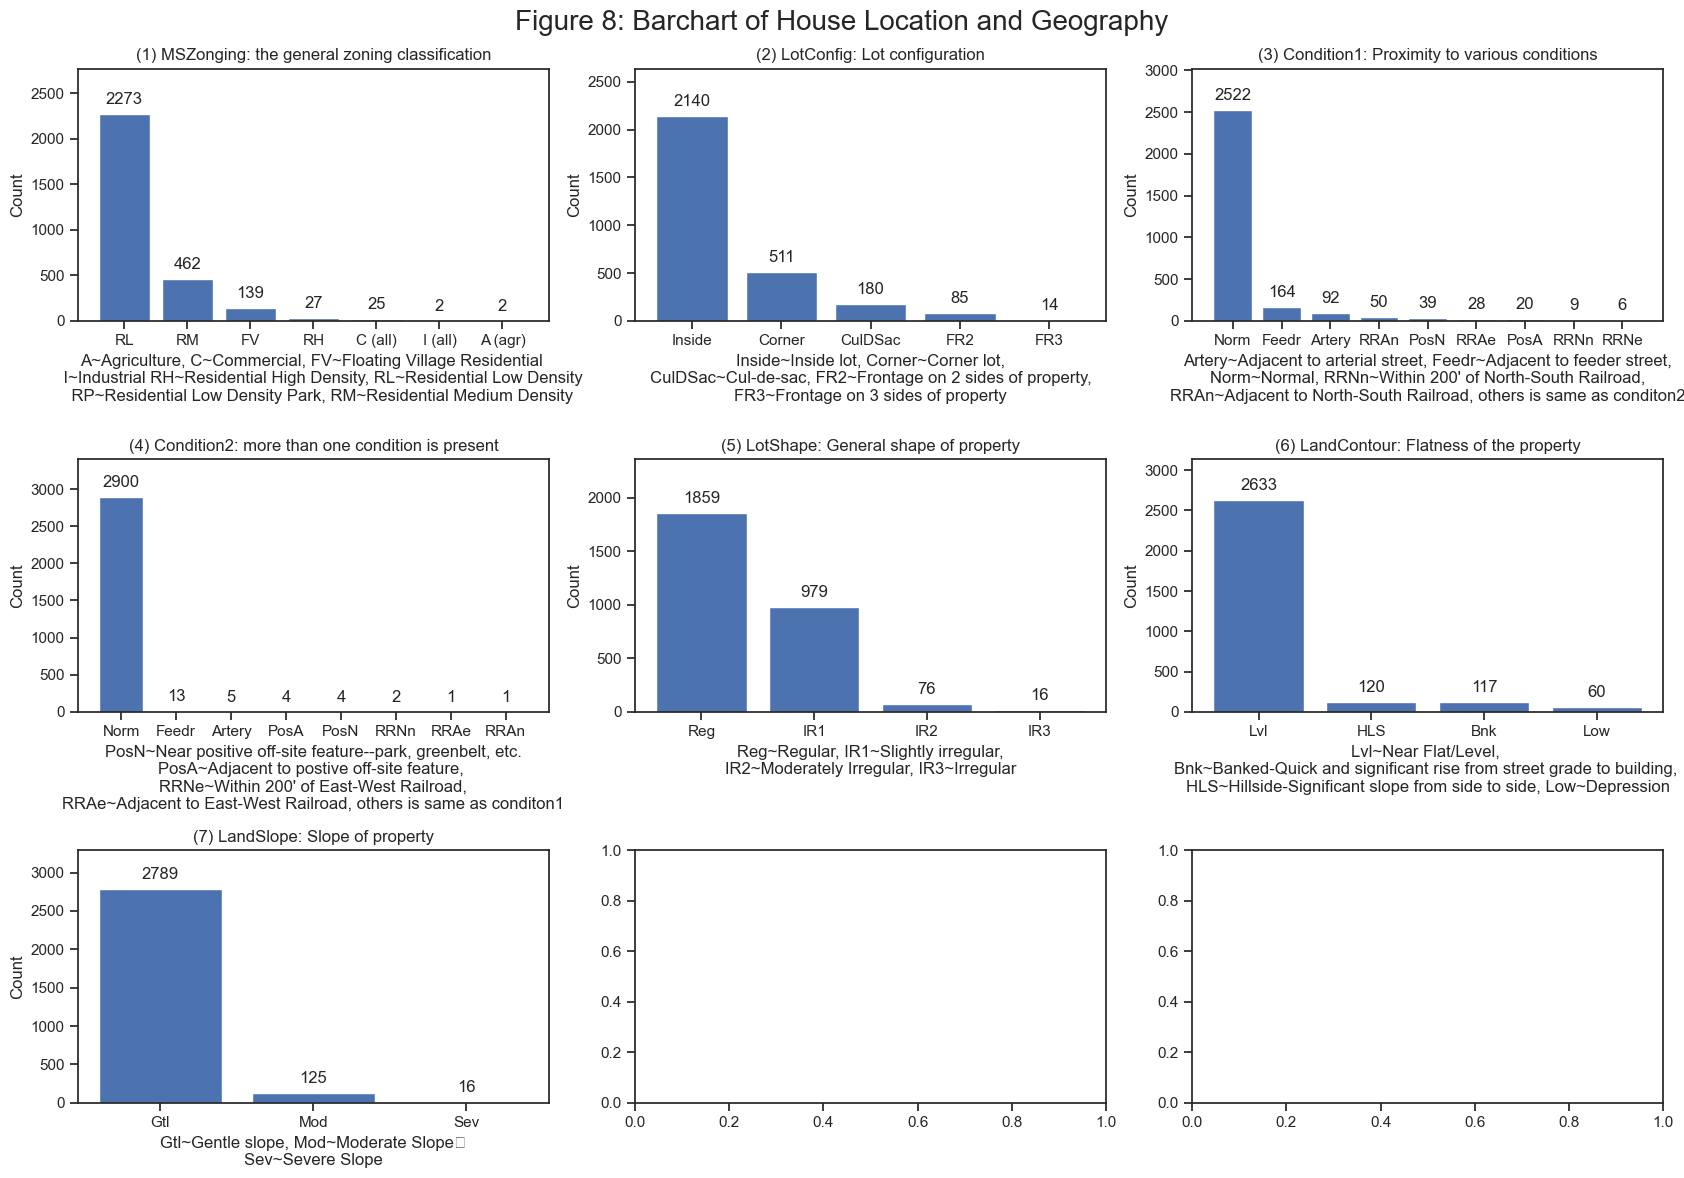 Figure 8: Barchart of House Location and Geography
(1) MSZonging: the general zoning classification
Count
2500
2000
1500
1000
500
0
2273
462
139
27
25
2
2
RL RM FV RH C (all) I (all) A (agr)
A~Agriculture, C~Commercial, FV~Floating Village Residential
I~Industrial RH~Residential High Density, RL~Residential Low Density
RP~Residential Low Density Park, RM~Residential Medium Density
(2) LotConfig: Lot configuration
Count
2500
2000
1500
1000
500
0
2140
511
180
85
14
Inside Corner CulDSac FR2 FR3
Inside~Inside lot, Corner~Corner lot,
CulDSac~Cul-de-sac, FR2~Frontage on 2 sides of property,
FR3~Frontage on 3 sides of property
(3) Condition1: Proximity to various conditions
Count
3000
2500
2000
1500
1000
500
0
2522
164
92
50
39
28
20
9
6
Norm Feedr Artery RRAn PosN RRAe PosA RRNn RRNe
Artery~Adjacent to arterial street, Feedr~Adjacent to feeder street,
Norm~Normal, RRNn~Within 200' of North-South Railroad,
RRAn~Adjacent to North-South Railroad, others is same as conditon2
(4) Condition2: more than one condition is present
Count
3000
2500
2000
1500
1000
500
0
2900
13
5
4
4
2
1
1
Norm Feedr Artery PosA PosN RRNn RRAe RRAn
PosN~Near positive off-site feature--park, greenbelt, etc.
PosA~Adjacent to postive off-site feature,
RRNe~Within 200' of East-West Railroad,
RRAe~Adjacent to East-West Railroad, others is same as conditon1
(5) LotShape: General shape of property
Count
2000
1500
1000
500
0
1859
979
76
16
Reg IR1 IR2 IR3
Reg~Regular, IR1~Slightly irregular,
IR2~Moderately Irregular, IR3~Irregular
(6) LandContour: Flatness of the property
Count
3000
2500
2000
1500
1000
500
0
2633
120
117
60
Lvl HLS Bnk Low
Lvl~Near Flat/Level,
Bnk~Banked-Quick and significant rise from street grade to building,
HLS~Hillside-Significant slope from side to side, Low~Depression
(7) LandSlope: Slope of property
Count
3000
2500
2000
1500
1000
500
0
2789
125
16
Gtl Mod Sev
Gtl~Gentle slope, Mod~Moderate Slope
Sev~Severe Slope
1.0
0.8
0.6
0.4
0.2
0.0
0.0 0.2 0.4 0.6 0.8 1.0
1.0
0.8
0.6
0.4
0.2
0.0
0.0 0.2 0.4 0.6 0.8 1.0